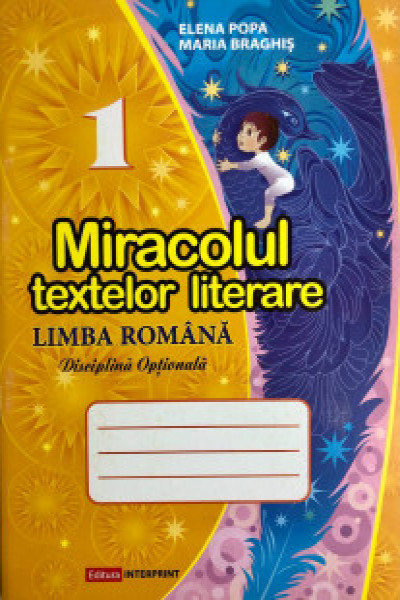 ELENA POPA
MARIA BRAGHIȘ
1
Miracolul
textelor literare
LIMBA ROMÂNĂ
Disciplină Opțională
Editura INTERPRINT